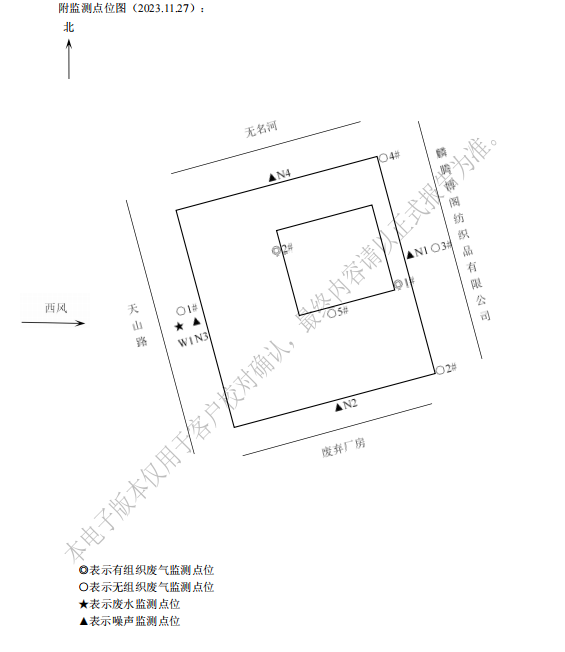 附监测点位图（2023.11.27）：
北
无名河
○4#
▲N4
麟腾博阁纺织品有限公司
◎2#
▲N1 ○3#
◎1#
西风
天山路
○1#
○5#
★ ▲
W1 N3
○2#
▲N2
废弃厂房
本电子版本仅用于客户校对确认，最终内容请以正式报告为准。
◎表示有组织废气监测点位
○表示无组织废气监测点位
★表示废水监测点位
▲表示噪声监测点位